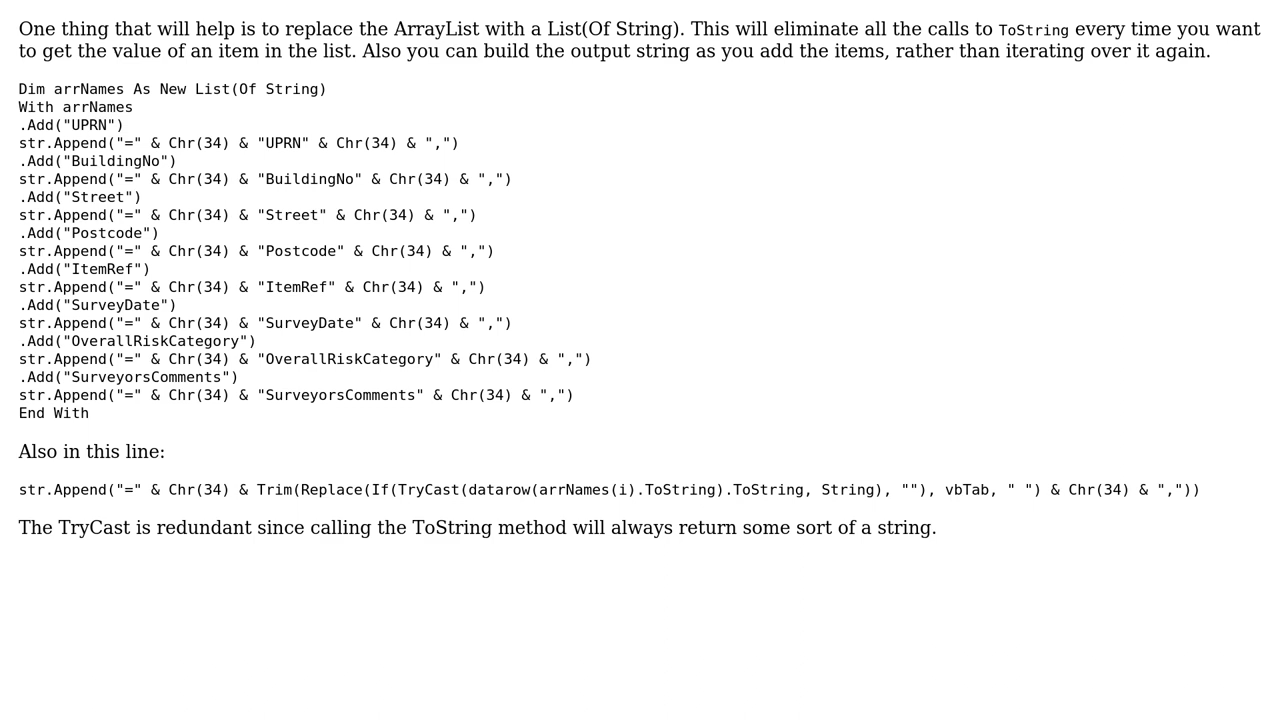 One thing that will help is to replace the ArrayList with a List(Of String). This will eliminate all the calls to ToString every time you want
to get the value of an item in the list. Also you can build the output string as you add the items, rather than iterating over it again.
Dim arrNames As New List(Of String)
With arrNames
.Add("UPRN")
str.Append("=" & Chr(34) & "UPRN" & Chr(34) & ",")
.Add("BuildingNo")
str.Append("=" & Chr(34) & "BuildingNo" & Chr(34) & ",")
.Add("Street")
str.Append("=" & Chr(34) & "Street" & Chr(34) & ",")
.Add("Postcode")
str.Append("=" & Chr(34) & "Postcode" & Chr(34) & ",")
.Add("ItemRef")
str.Append("=" & Chr(34) & "ItemRef" & Chr(34) & ",")
.Add("SurveyDate")
str.Append("=" & Chr(34) & "SurveyDate" & Chr(34) & ",")
.Add("OverallRiskCategory")
str.Append("=" & Chr(34) & "OverallRiskCategory" & Chr(34) & ",")
.Add("SurveyorsComments")
str.Append("=" & Chr(34) & "SurveyorsComments" & Chr(34) & ",")
End With
Also in this line:
str.Append("=" & Chr(34) & Trim(Replace(If(TryCast(datarow(arrNames(i).ToString).ToString, String), ""), vbTab, " ") & Chr(34) & ","))
The TryCast is redundant since calling the ToString method will always return some sort of a string.